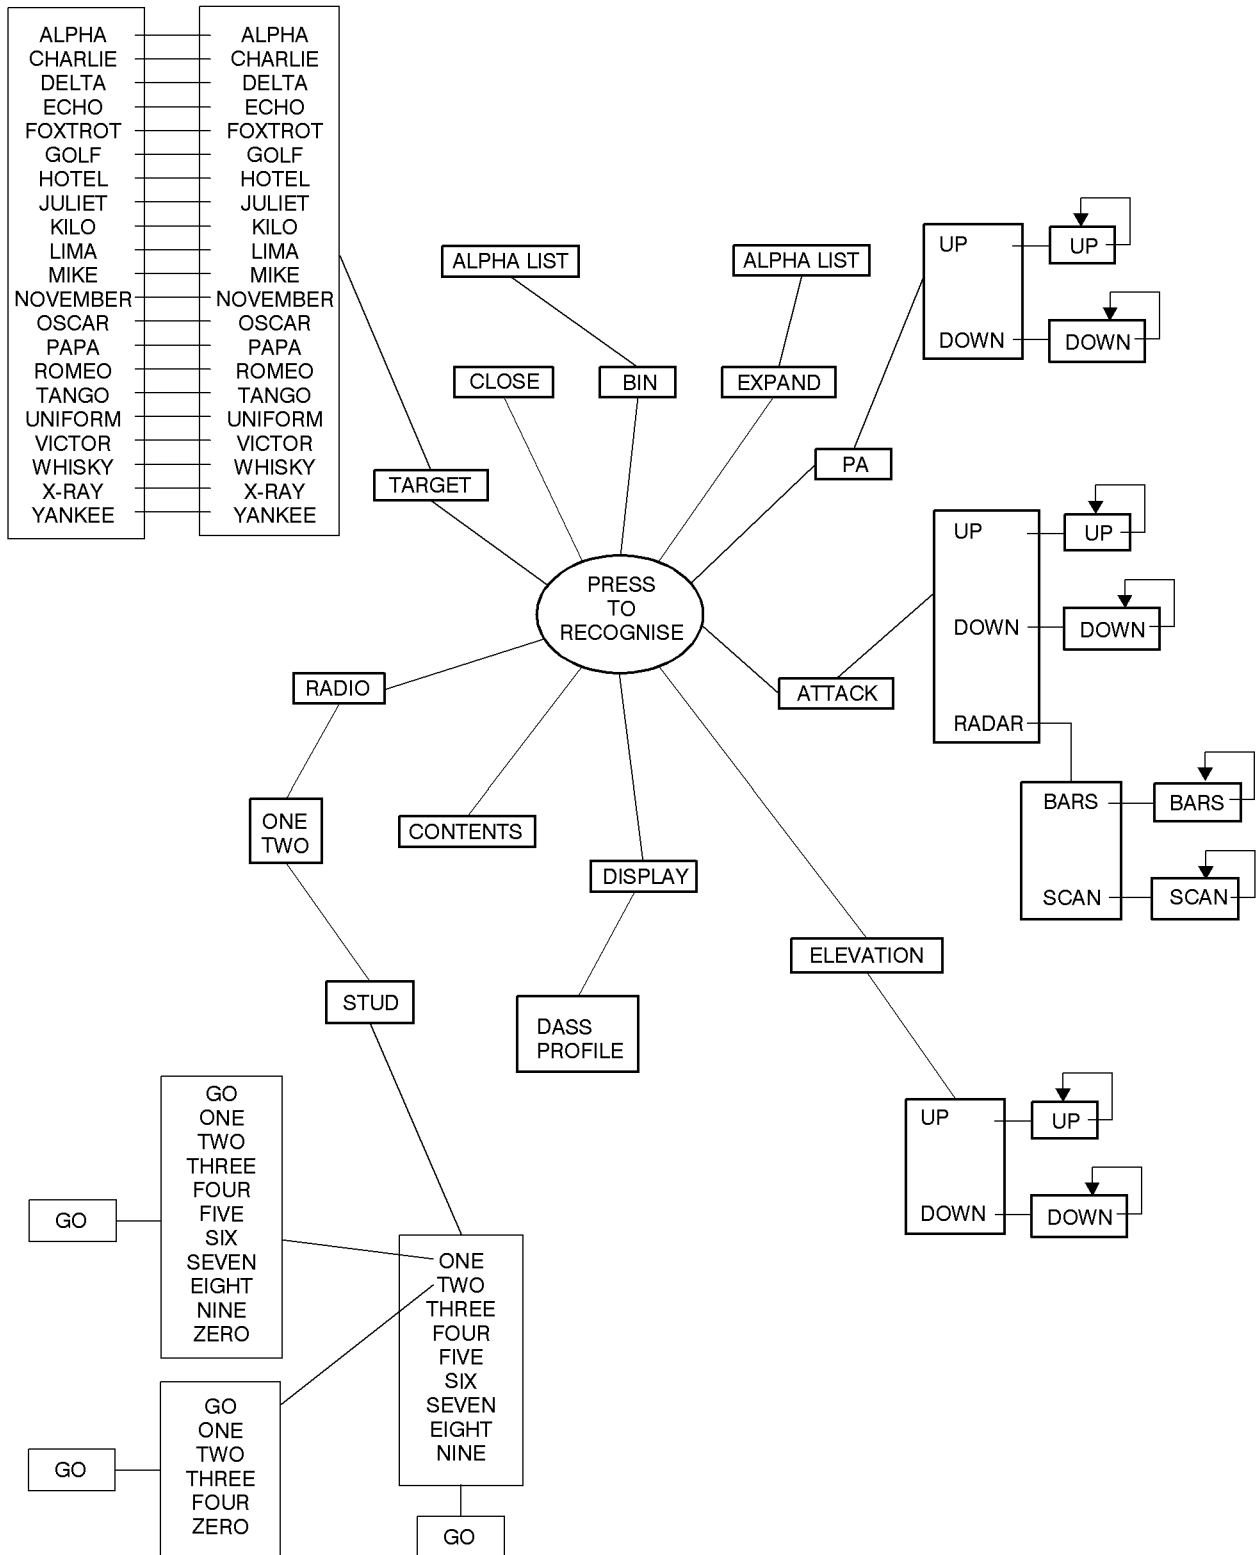 ALPHA
CHARLIE
DELTA
ECHO
FOXTROT
GOLF
HOTEL
JULIET
KILO
LIMA
MIKE
NOVEMBER
OSCAR
PAPA
ROMEO
TANGO
UNIFORM
VICTOR
WHISKY
X-RAY
YANKEE
ALPHA
CHARLIE
DELTA
ECHO
FOXTROT
GOLF
HOTEL
JULIET
KILO
LIMA
MIKE
NOVEMBER
OSCAR
PAPA
ROMEO
TANGO
UNIFORM
VICTOR
WHISKY
X-RAY
YANKEE
TARGET
CLOSE
ALPHA LIST
BIN
ALPHA LIST
EXPAND
PA
UP
UP
DOWN
DOWN
PRESS
TO
RECOGNISE
ATTACK
UP
UP
DOWN
DOWN
RADAR
BARS
BARS
SCAN
SCAN
RADIO
ONE
TWO
STUD
CONTENTS
DISPLAY
DASS
PROFILE
ELEVATION
UP
UP
DOWN
DOWN
GO
GO
ONE
TWO
THREE
FOUR
FIVE
SIX
SEVEN
EIGHT
NINE
ZERO
GO
GO
ONE
TWO
THREE
FOUR
ZERO
ONE
TWO
THREE
FOUR
FIVE
SIX
SEVEN
EIGHT
NINE
GO